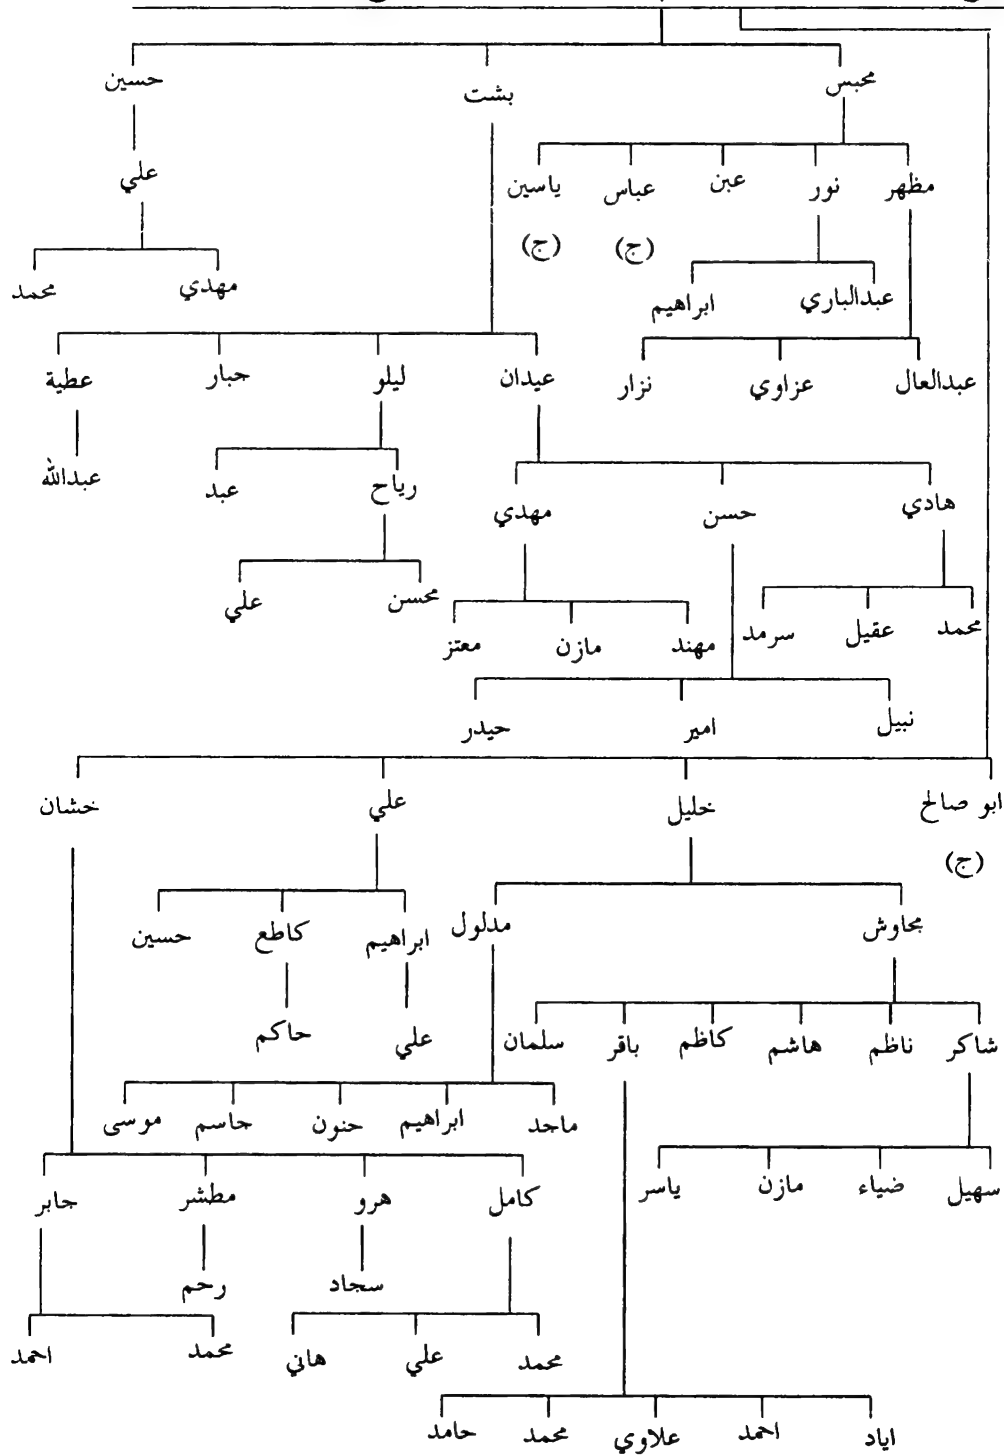 محبس بشت حسين
مظهر نور عبن عباس ياسين علي
(ج) (ج)
عبدالباري ابراهيم مهدي محمد
عبدالعال عزاوي نزار عيدان ليلو حبار عطية
هادي حسن مهدي رياح عبد عبدالله
محسن علي
محمد عقيل سرمد مهند مازن معتز
نبيل امير حيدر
ابو صالح خليل علي خشان
(ج)
مجاوش مدلول ابراهيم كاطع حسين
شاكر ناظم هاشم كاظم باقر سلمان علي حاكم
ماجد ابراهيم حنون حاسم موسى
سهيل ضياء مازن ياسر كامل هرو مطشر حابر
سجاد رحم
محمد علي هاني محمد احمد
اياد احمد علاوي محمد حامد